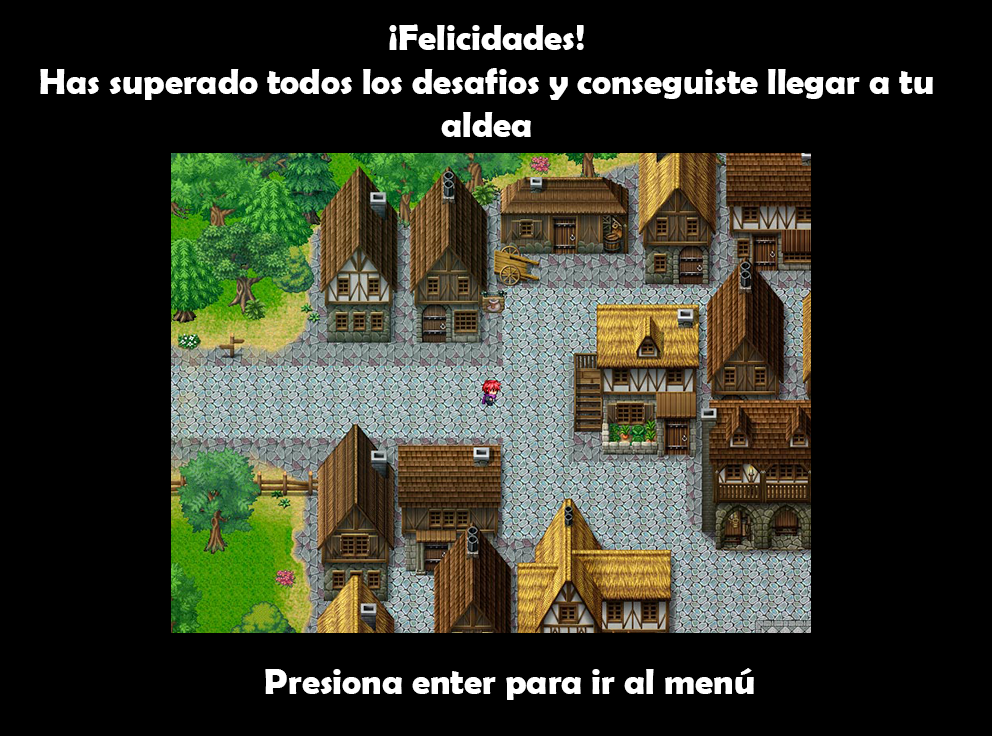 ¡Felicidades!
Has superado todos los desafios y conseguiste llegar a tu
aldea
Presiona enter para ir al menú